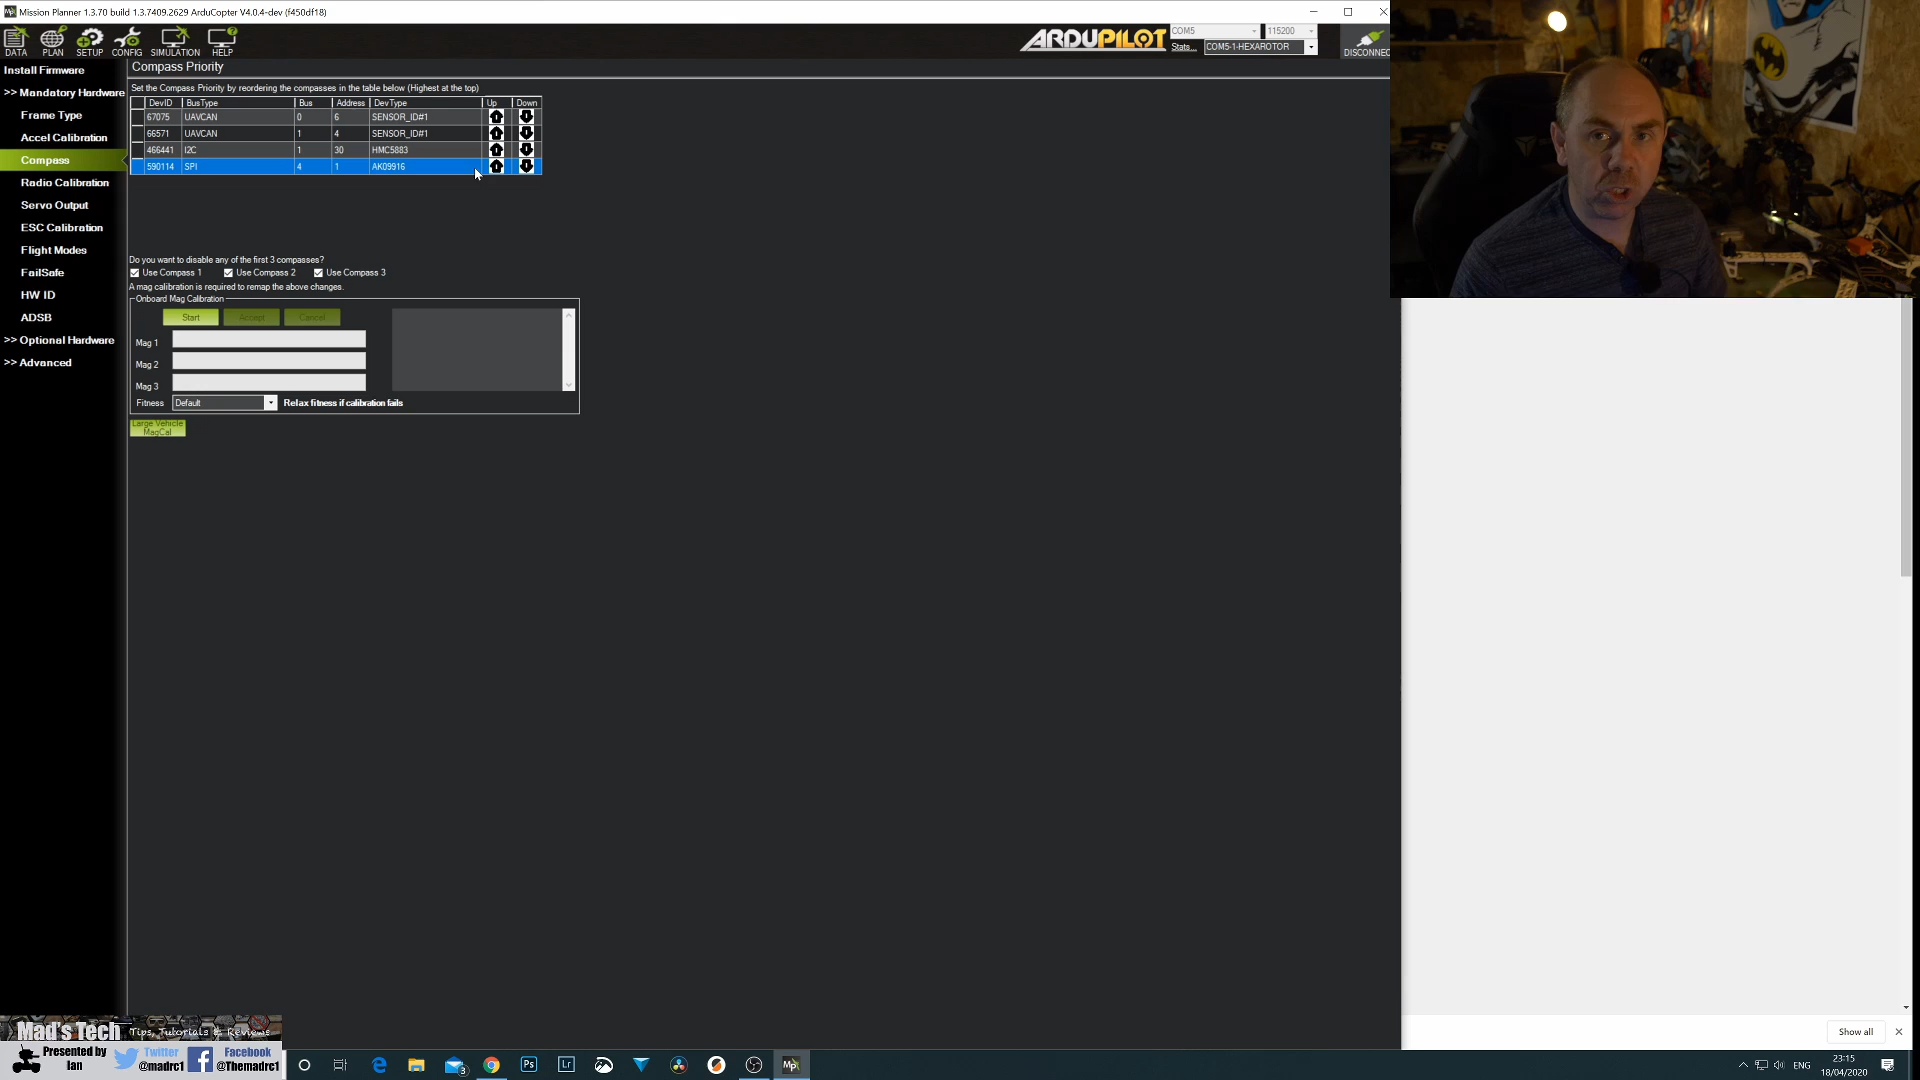 Mission Planner 1.3.70 build 1.3.7409.2629 ArduCopter V4.0.4-dev (f450df18)
DATA PLAN SETUP CONFIG SIMULATION HELP
ARDUPILOT
COM5 115200
Stats... COM5-1-HEXAROTOR
DISCONNEC
Install Firmware
>> Mandatory Hardware
Frame Type
Accel Calibration
Compass
Radio Calibration
Servo Output
ESC Calibration
Flight Modes
FailSafe
HW ID
ADSB
>> Optional Hardware
>> Advanced
Compass Priority
Set the Compass Priority by reordering the compasses in the table below (Highest at the top)
DevID BusType Bus Address DevType Up Down
67075 UAVCAN 0 6 SENSOR_ID#1
66571 UAVCAN 1 4 SENSOR_ID#1
466441 I2C 1 30 HMC5883
590114 SPI 4 1 AK09916
Do you want to disable any of the first 3 compasses?
Use Compass 1 Use Compass 2 Use Compass 3
A mag calibration is required to remap the above changes.
Onboard Mag Calibration
Start Accept Cancel
Mag 1
Mag 2
Mag 3
Fitness Default Relax fitness if calibration fails
Large Vehicle
MagCal
Show all
Mad's Tech Tips, Tutorials & Reviews
Presented by
Ian
Twitter
@madrc1
Facebook
@Themadrc1
3
Ps
Lr
Mp
ENG
23:15
18/04/2020